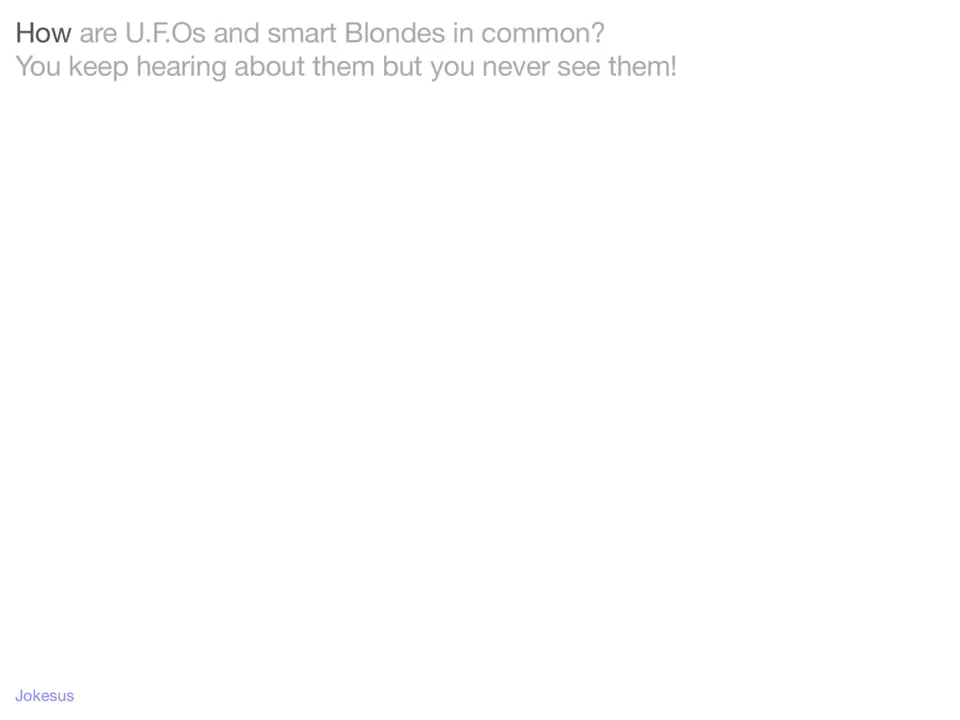 How are U.F.Os and smart Blondes in common?
You keep hearing about them but you never see them!
Jokesus